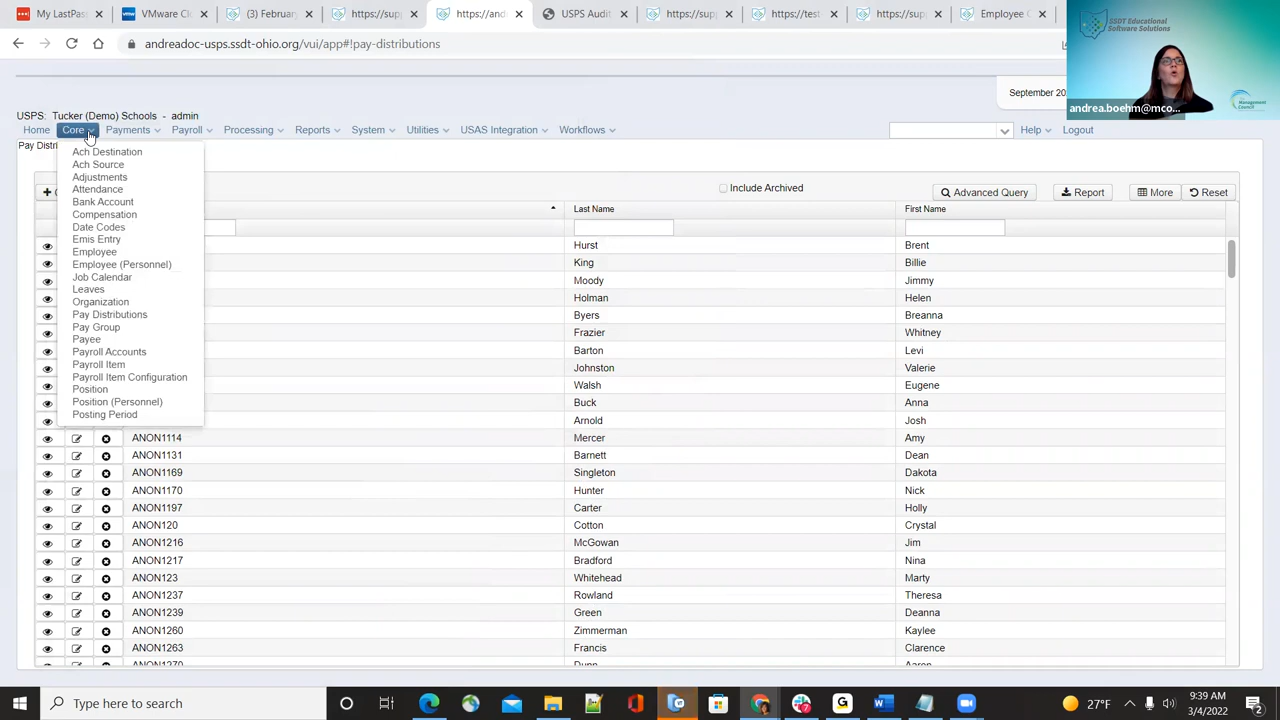 My LastPass
VMware Cl
(3) February
https://sup
https://and
USPS Audit
https://sup
https://test
https://sup
Employee O
andreadoc-usps.ssdt-ohio.org/vui/app#!pay-distributions
SSDT Educational
Software Solutions
Management
Council
andrea.boehm@mco...
September 20
USPS: Tucker (Demo) Schools - admin
Home Core Payments Payroll Processing Reports System Utilities USAS Integration Workflows Help Logout
Pay Distri
Ach Destination
Ach Source
Adjustments
Attendance
Bank Account
Compensation
Date Codes
Emis Entry
Employee
Employee (Personnel)
Job Calendar
Leaves
Organization
Pay Distributions
Pay Group
Payee
Payroll Accounts
Payroll Item
Payroll Item Configuration
Position
Position (Personnel)
Posting Period
Include Archived Advanced Query Report More Reset
Last Name First Name
Hurst Brent
King Billie
Moody Jimmy
Holman Helen
Byers Breanna
Frazier Whitney
Barton Levi
Johnston Valerie
Walsh Eugene
Buck Anna
Arnold Josh
ANON1114 Mercer Amy
ANON1131 Barnett Dean
ANON1169 Singleton Dakota
ANON1170 Hunter Nick
ANON1197 Carter Holly
ANON120 Cotton Crystal
ANON1216 McGowan Jim
ANON1217 Bradford Nina
ANON123 Whitehead Marty
ANON1237 Rowland Theresa
ANON1239 Green Deanna
ANON1260 Zimmerman Kaylee
ANON1263 Francis Clarence
ANON1270 Dunn Aaron
Type here to search
27°F
9:39 AM
3/4/2022